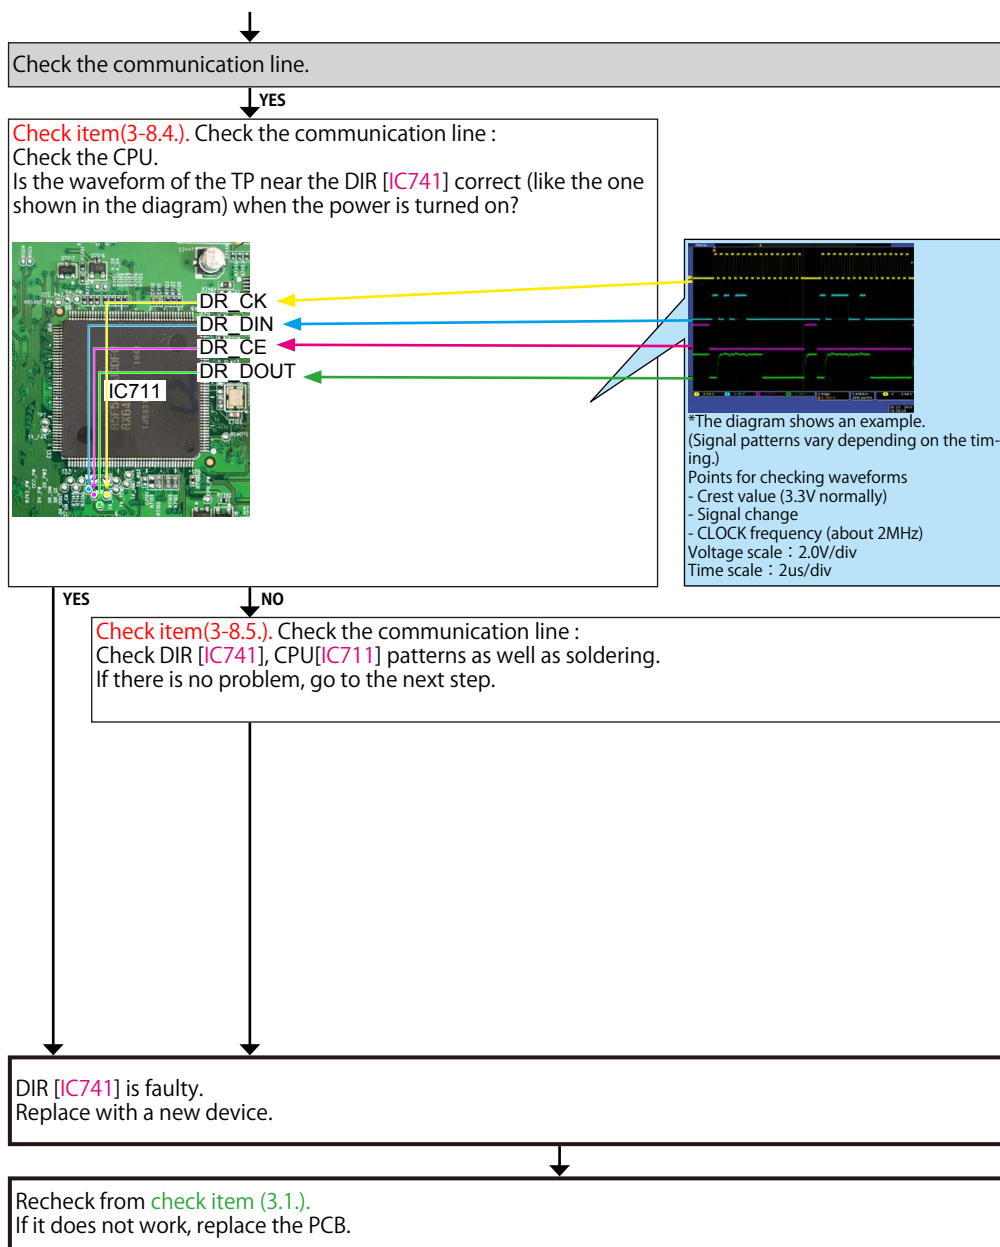 Check the communication line.
YES
Check item(3-8.4.). Check the communication line :
Check the CPU.
Is the waveform of the TP near the DIR [IC741] correct (like the one
shown in the diagram) when the power is turned on?
DR_CK
DR_DIN
DR_CE
DR_DOUT
IC711
*The diagram shows an example.
(Signal patterns vary depending on the tim-
ing.)
Points for checking waveforms
- Crest value (3.3V normally)
- Signal change
- CLOCK frequency (about 2MHz)
Voltage scale：2.0V/div
Time scale：2us/div
YES
NO
Check item(3-8.5.). Check the communication line :
Check DIR [IC741], CPU[IC711] patterns as well as soldering.
If there is no problem, go to the next step.
DIR [IC741] is faulty.
Replace with a new device.
Recheck from check item (3.1.).
If it does not work, replace the PCB.